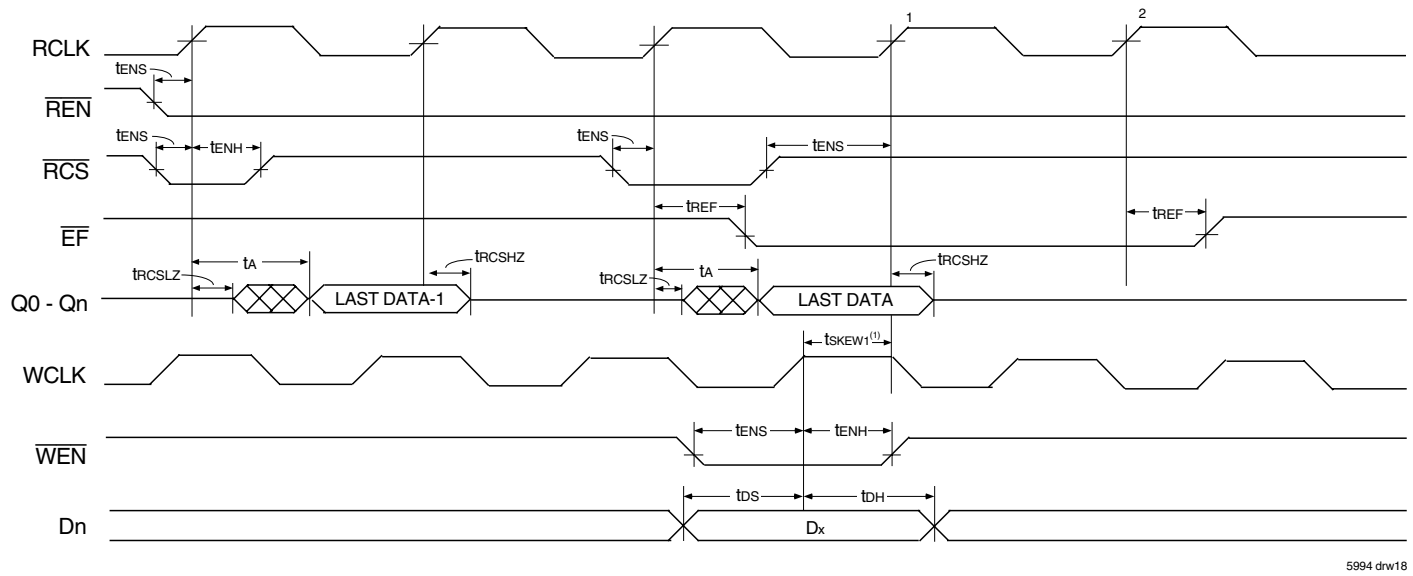 1 2
RCLK
tENS
REN
tENS tENH tENS tENS
RCS
tREF tREF
EF
tRCSLZ tA tRCSHZ tRCSLZ tA tRCSHZ
Q0 - Qn LAST DATA-1 LAST DATA
tSKEW1(1)
WCLK
tENS tENH
WEN
tDS tDH
Dn Dx
5994 drw18